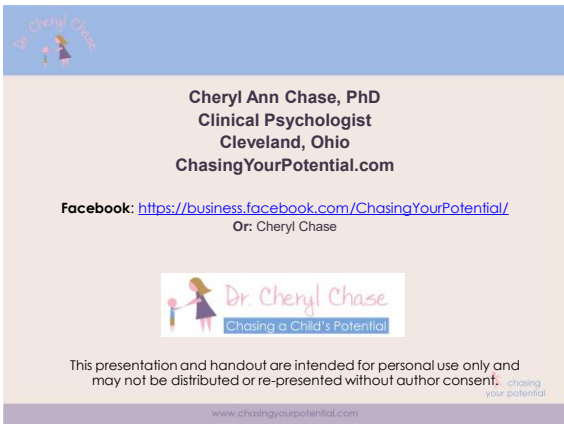 Dr. Cheryl Chase
Cheryl Ann Chase, PhD
Clinical Psychologist
Cleveland, Ohio
ChasingYourPotential.com
Facebook: https://business.facebook.com/ChasingYourPotential/
Or: Cheryl Chase
Dr. Cheryl Chase
Chasing a Child's Potential
This presentation and handout are intended for personal use only and
may not be distributed or re-presented without author consent.
chasing
your potential
www.chasingyourpotential.com